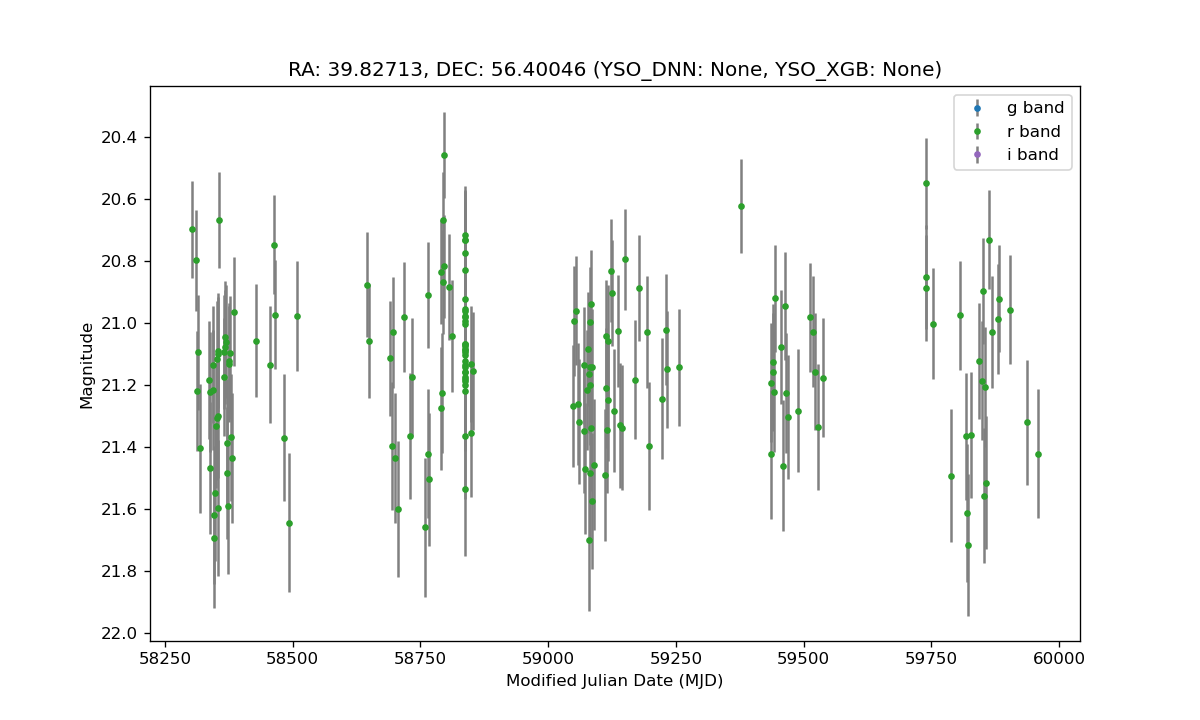 RA: 39.82713, DEC: 56.40046 (YSO_DNN: None, YSO_XGB: None)
g band
r band
i band
20.4
20.6
20.8
21.0
21.2
21.4
21.6
21.8
22.0
Magnitude
58250 58500 58750 59000 59250 59500 59750 60000
Modified Julian Date (MJD)